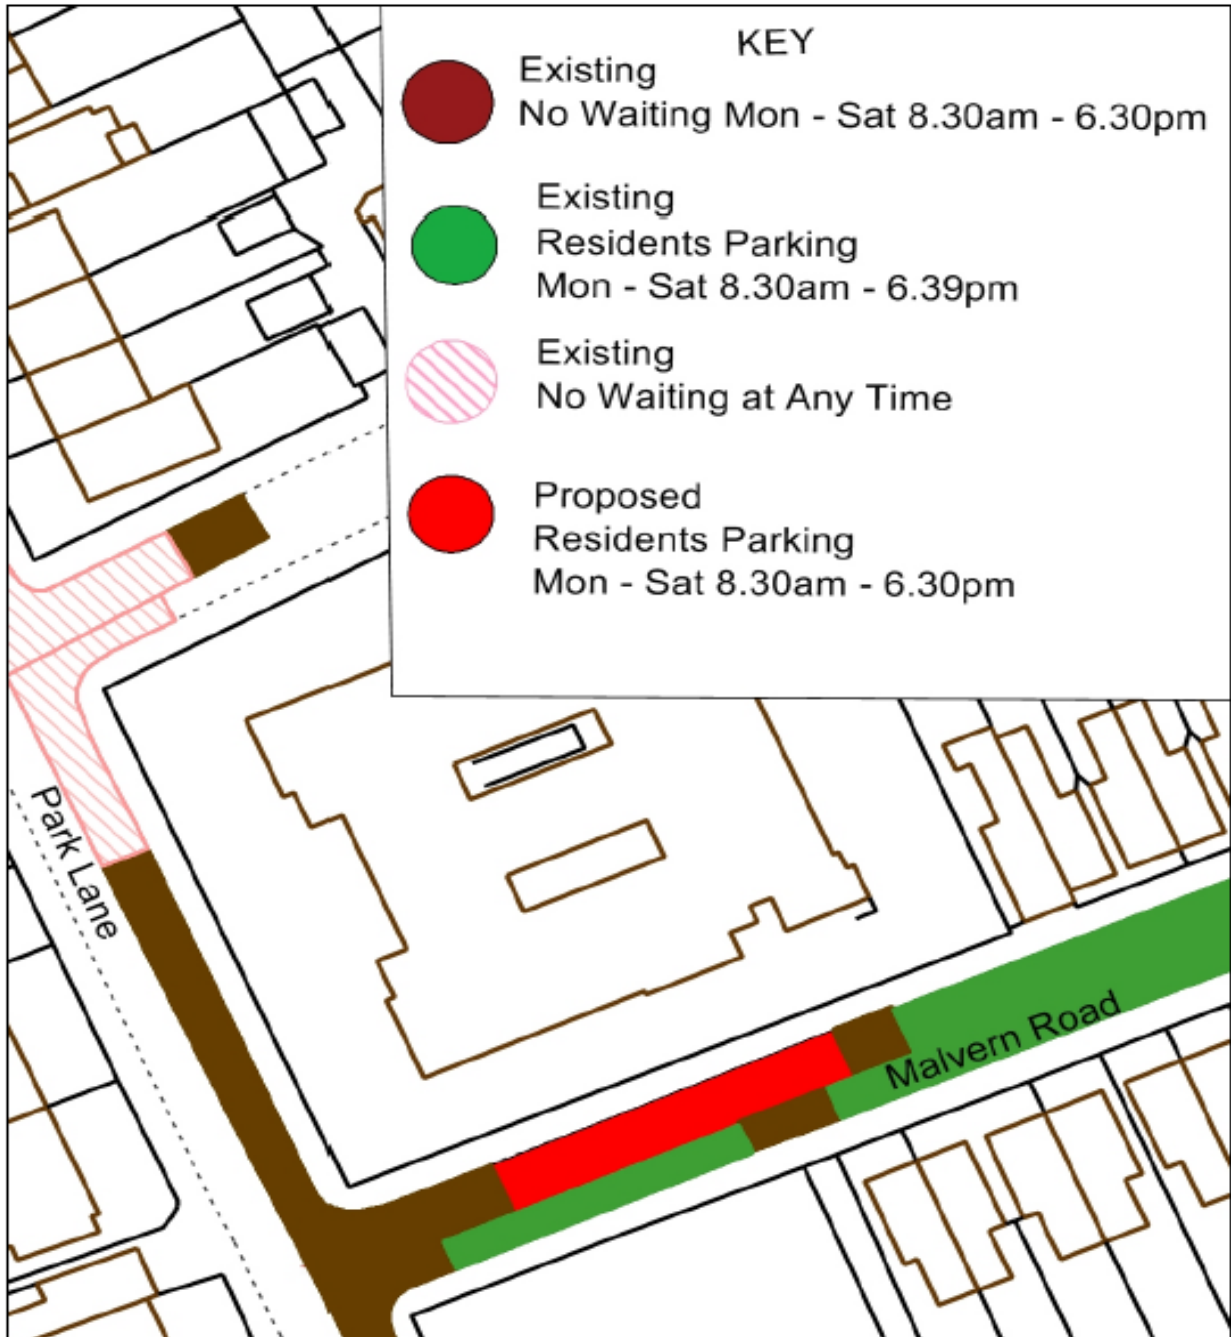 KEY
Existing
No Waiting Mon - Sat 8.30am - 6.30pm
Existing
Residents Parking
Mon - Sat 8.30am - 6.39pm
Existing
No Waiting at Any Time
Proposed
Residents Parking
Mon - Sat 8.30am - 6.30pm
Park Lane
Malvern Road